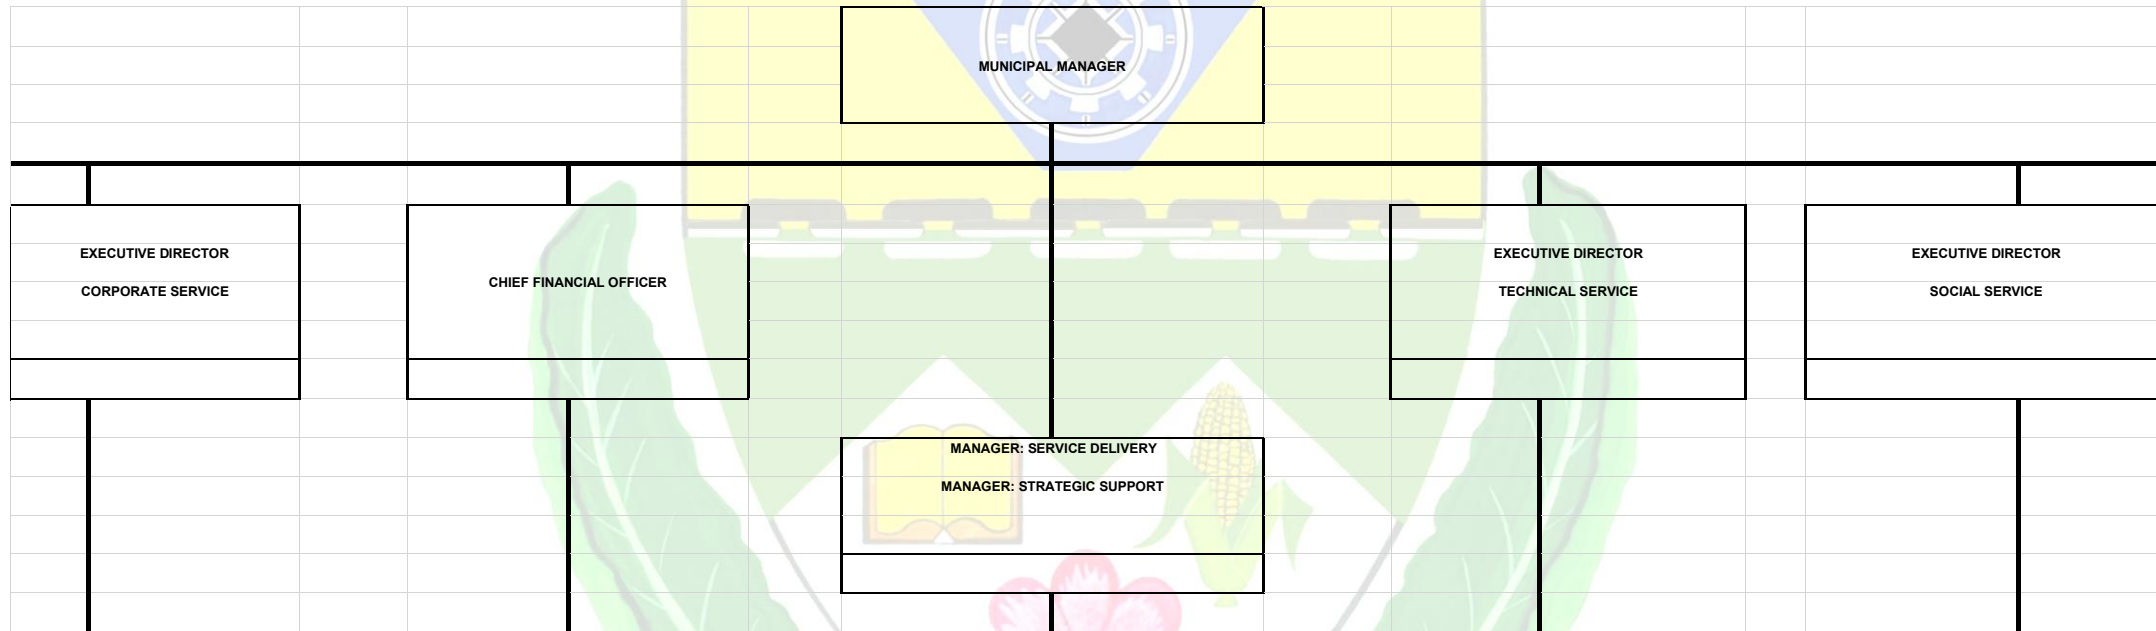 MUNICIPAL MANAGER
EXECUTIVE DIRECTOR
CORPORATE SERVICE
CHIEF FINANCIAL OFFICER
EXECUTIVE DIRECTOR
TECHNICAL SERVICE
EXECUTIVE DIRECTOR
SOCIAL SERVICE
MANAGER: SERVICE DELIVERY
MANAGER: STRATEGIC SUPPORT